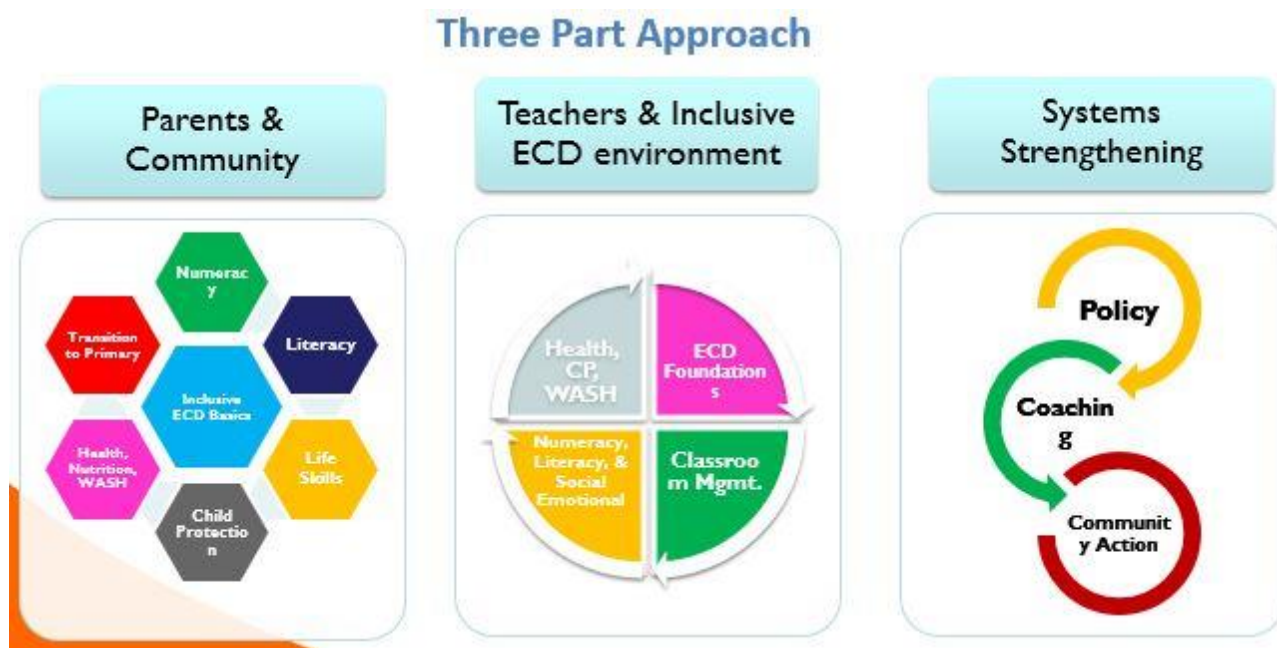 Three Part Approach
Parents &
Community
Teachers & Inclusive
ECD environment
Systems
Strengthening
Numerac
y
Literacy
Life
Skills
Child
Protectio
n
Health,
Nutrition,
WASH
Transition
to Primary
Inclusive
ECD Basics
Health,
CP,
WASH
ECD
Foundation
s
Classroo
m Mgmt.
Numeracy,
Literacy, &
Social
Emotional
Policy
Coachin
g
Communit
y Action